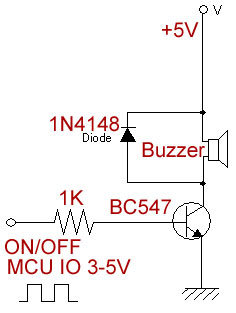 V
+5V
1N4148
Diode
Buzzer
1K
BC547
ON/OFF
MCU IO 3-5V